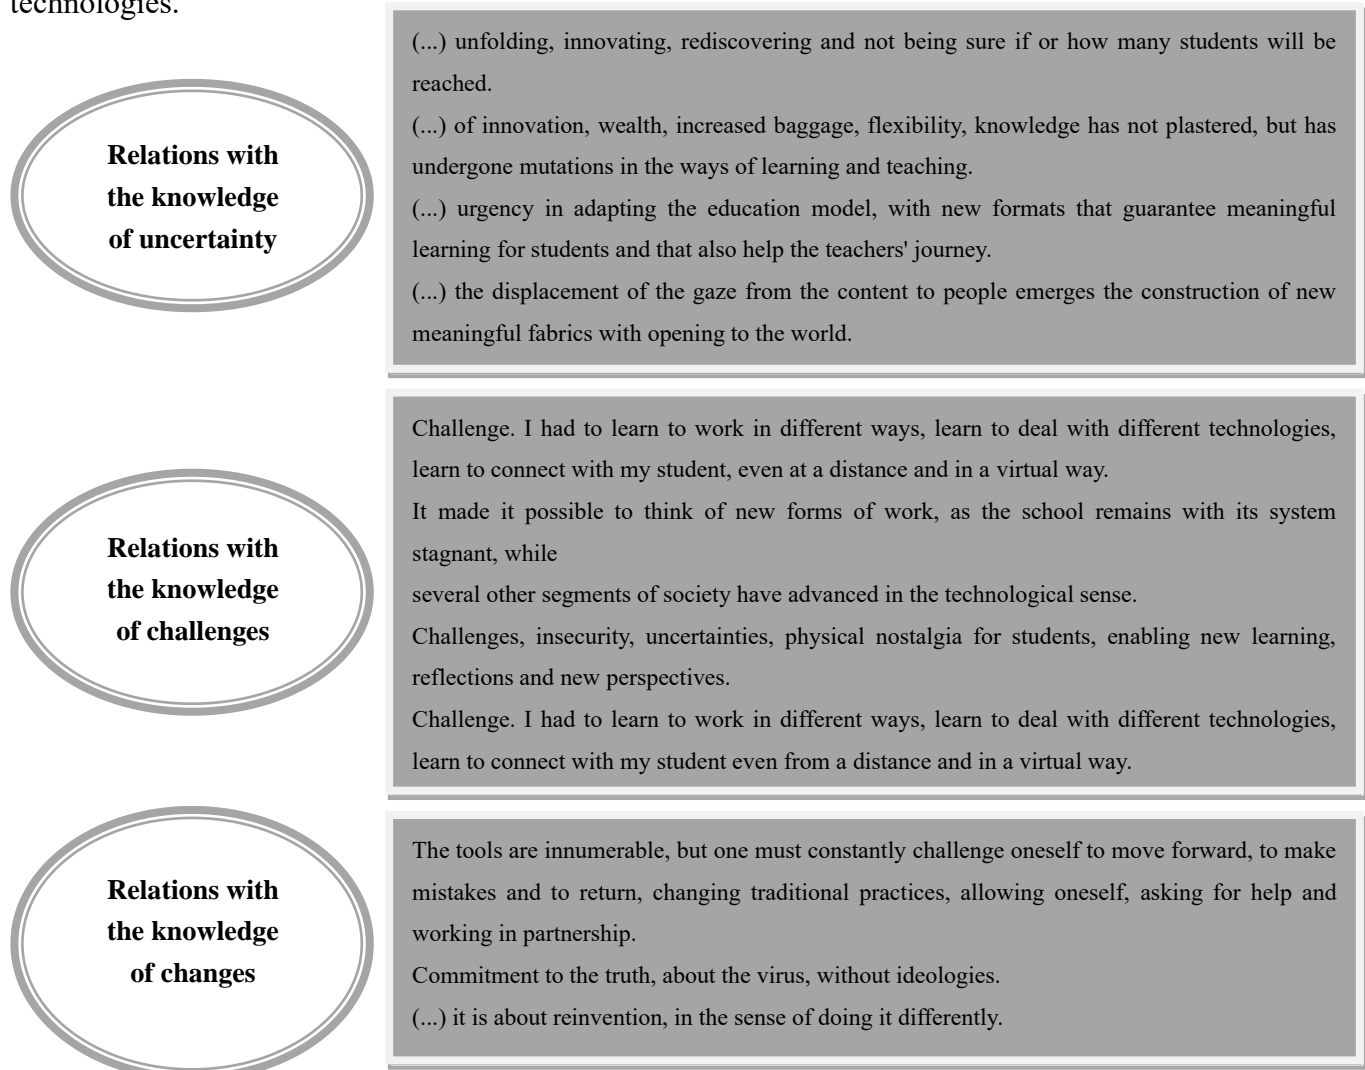 technologies.
Relations with
the knowledge
of uncertainty
(...) unfolding, innovating, rediscovering and not being sure if or how many students will be
reached.
(...) of innovation, wealth, increased baggage, flexibility, knowledge has not plastered, but has
undergone mutations in the ways of learning and teaching.
(...) urgency in adapting the education model, with new formats that guarantee meaningful
learning for students and that also help the teachers' journey.
(...) the displacement of the gaze from the content to people emerges the construction of new
meaningful fabrics with opening to the world.
Relations with
the knowledge
of challenges
Challenge. I had to learn to work in different ways, learn to deal with different technologies,
learn to connect with my student, even at a distance and in a virtual way.
It made it possible to think of new forms of work, as the school remains with its system
stagnant, while
several other segments of society have advanced in the technological sense.
Challenges, insecurity, uncertainties, physical nostalgia for students, enabling new learning,
reflections and new perspectives.
Challenge. I had to learn to work in different ways, learn to deal with different technologies,
learn to connect with my student even from a distance and in a virtual way.
Relations with
the knowledge
of changes
The tools are innumerable, but one must constantly challenge oneself to move forward, to make
mistakes and to return, changing traditional practices, allowing oneself, asking for help and
working in partnership.
Commitment to the truth, about the virus, without ideologies.
(...) it is about reinvention, in the sense of doing it differently.